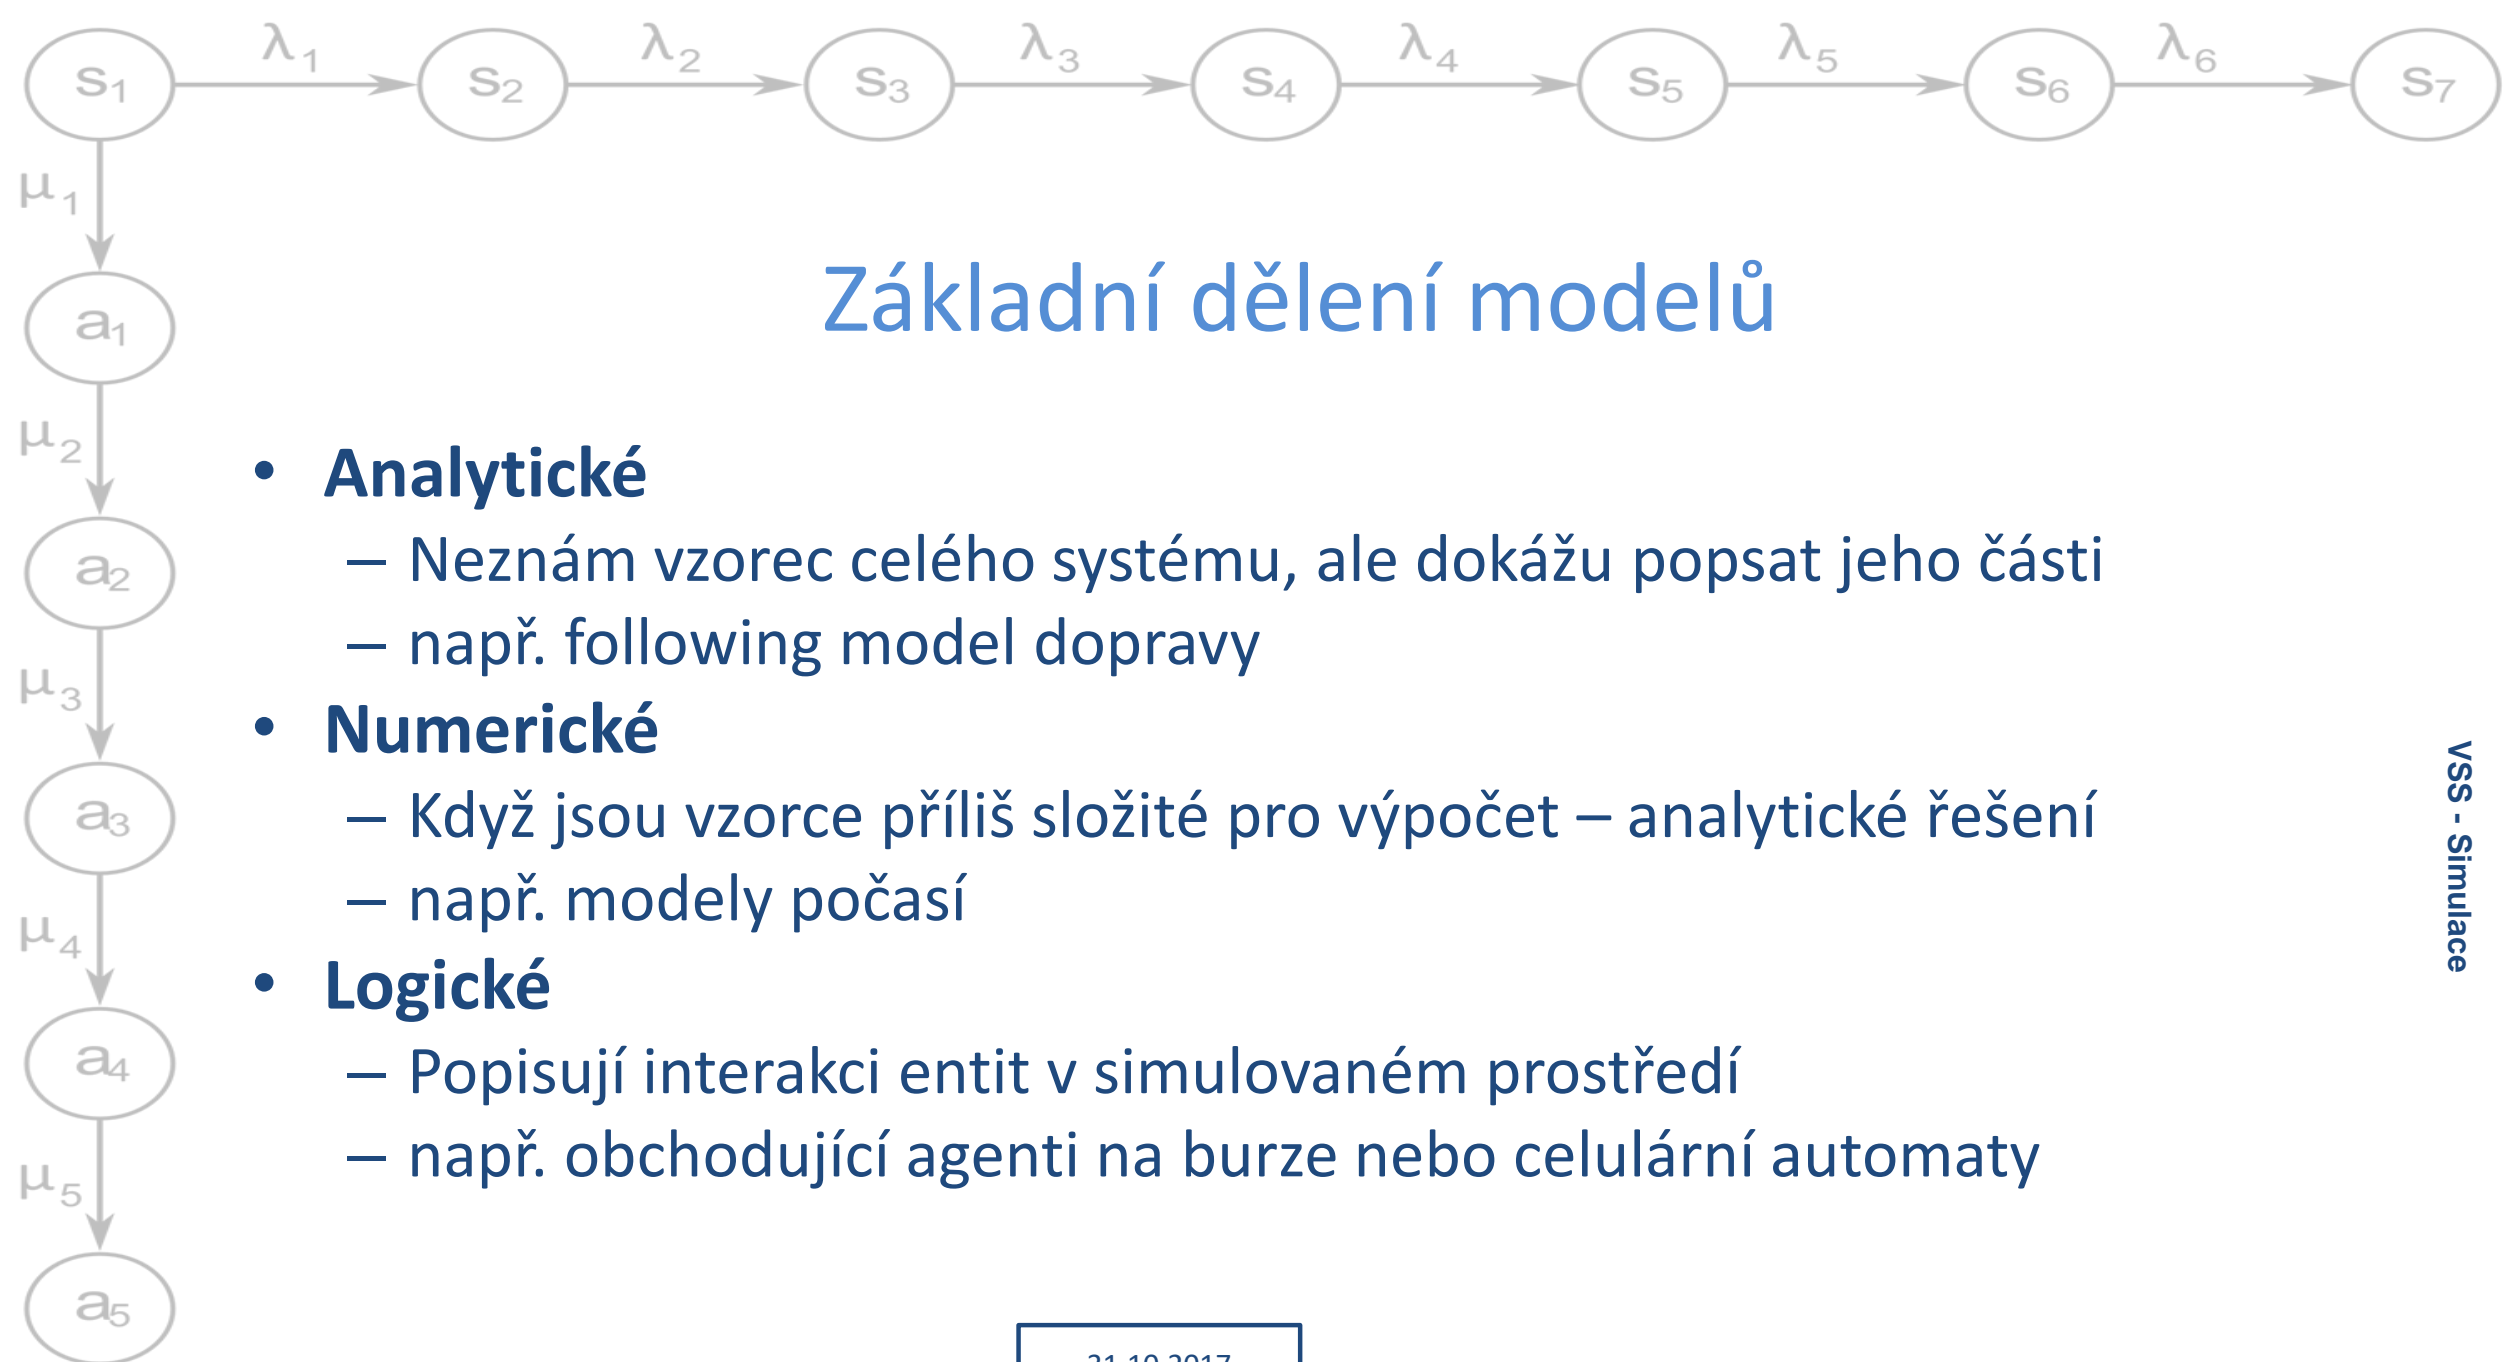 s1 λ1 s2 λ2 s3 λ3 s4 λ4 s5 λ5 s6 λ6 s7
μ1
a1
μ2
a2
μ3
a3
μ4
a4
μ5
a5
Základní dělení modelů
• Analytické
– Neznám vzorec celého systému, ale dokážu popsat jeho části
– např. following model dopravy
• Numerické
– Když jsou vzorce příliš složité pro výpočet – analytické řešení
– např. modely počasí
• Logické
– Popisují interakci entit v simulovaném prostředí
– např. obchodující agenti na burze nebo celulární automaty
VSS - Simulace
31.10.2017